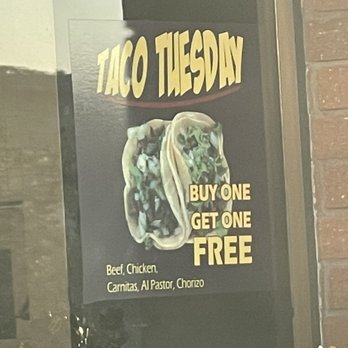 TACO TUESDAY
BUY ONE
GET ONE
FREE
Beef, Chicken,
Carnitas, Al Pastor, Chorizo